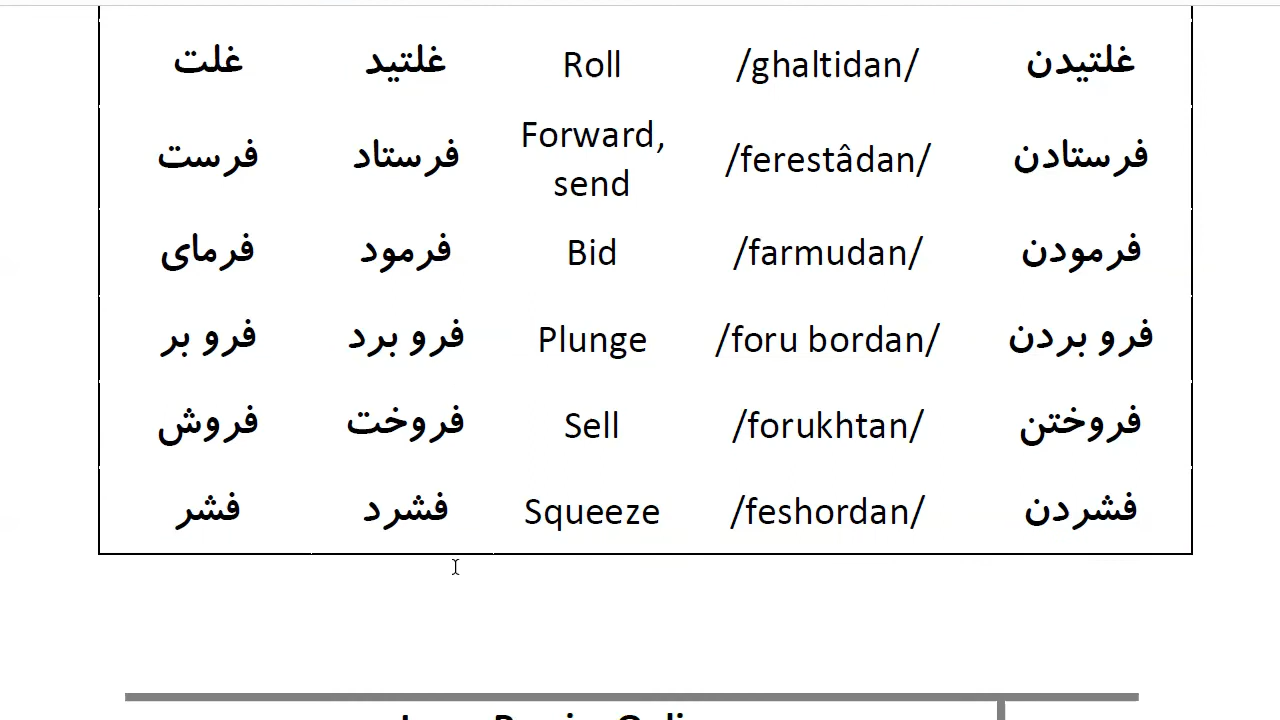 غلتیدن /ghaltidan/ Roll غلتید غلت
فرستادن /ferestâdan/ Forward, send فرستاد فرست
فرمودن /farmudan/ Bid فرمود فرمای
فرو بردن /foru bordan/ Plunge فرو برد فرو بر
فروختن /forukhtan/ Sell فروخت فروش
فشردن /feshordan/ Squeeze فشرد فشر